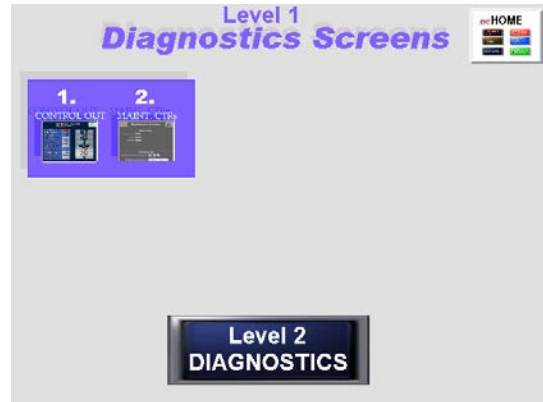 Level 1
Diagnostics Screens
HOME
1. 2.
CONTROL OUT MAINT. CTRs
Level 2
DIAGNOSTICS